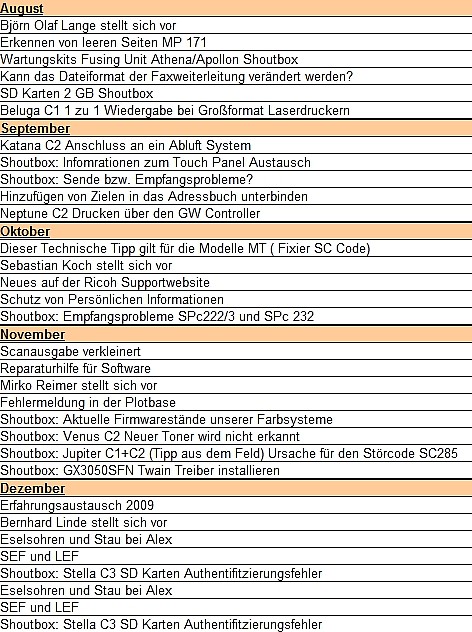 August
Björn Olaf Lange stellt sich vor
Erkennen von leeren Seiten MP 171
Wartungskits Fusing Unit Athena/Apollon Shoutbox
Kann das Dateiformat der Faxweiterleitung verändert werden?
SD Karten 2 GB Shoutbox
Beluga C1 1 zu 1 Wiedergabe bei Großformat Laserdruckern
September
Katana C2 Anschluss an ein Abluft System
Shoutbox: Infomrationen zum Touch Panel Austausch
Shoutbox: Sende bzw. Empfangsprobleme?
Hinzufügen von Zielen in das Adressbuch unterbinden
Neptune C2 Drucken über den GW Controller
Oktober
Dieser Technische Tipp gilt für die Modelle MT ( Fixier SC Code)
Sebastian Koch stellt sich vor
Neues auf der Ricoh Supportwebsite
Schutz von Persönlichen Informationen
Shoutbox: Empfangsprobleme SPc222/3 und SPc 232
November
Scanausgabe verkleinert
Reparaturhilfe für Software
Mirko Reimer stellt sich vor
Fehlermeldung in der Plotbase
Shoutbox: Aktuelle Firmwarestände unserer Farbsysteme
Shoutbox: Venus C2 Neuer Toner wird nicht erkannt
Shoutbox: Jupiter C1+C2 (Tipp aus dem Feld) Ursache für den Störcode SC285
Shoutbox: GX3050SFN Twain Treiber installieren
Dezember
Erfahrungsaustausch 2009
Bernhard Linde stellt sich vor
Eselsohren und Stau bei Alex
SEF und LEF
Shoutbox: Stella C3 SD Karten Authentifitzierungsfehler
Eselsohren und Stau bei Alex
SEF und LEF
Shoutbox: Stella C3 SD Karten Authentifitzierungsfehler